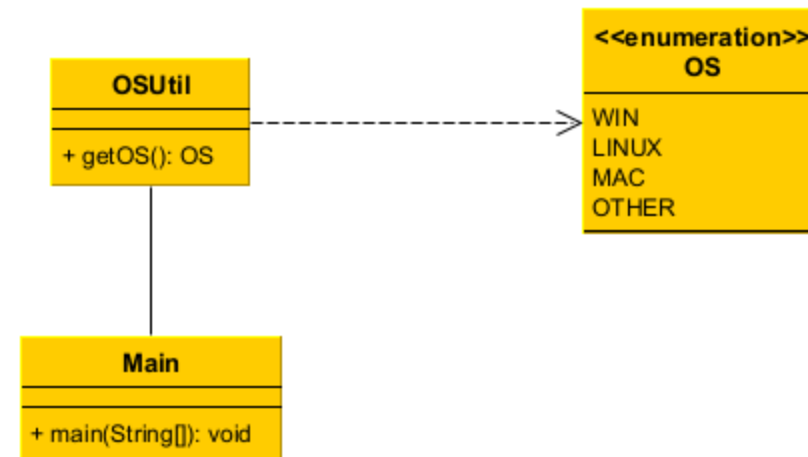 OSUtil
+ getOS(): OS
<<enumeration>>
OS
WIN
LINUX
MAC
OTHER
Main
+ main(String[]): void